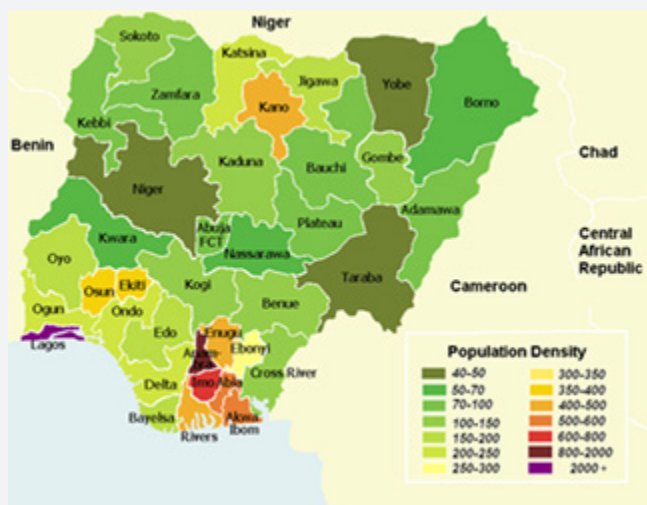 Niger
Sokoto
Katsina
Jigawa
Yobe
Borno
Zamfara
Kano
Kebbi
Benin
Chad
Kaduna
Gombe
Bauchi
Niger
Adamawa
Abuja
FCT
Plateau
Kwara
Nassarawa
Central
African
Republic
Oyo
Taraba
Cameroon
Osun
Ekiti
Kogi
Benue
Ogun
Ondo
Lagos
Edo
Enugu
Ebonyi
Anam-
bra
Delta
Imo
Abia
Cross River
Bayelsa
Rivers
Akwa
Ibom
Population Density
40-50
50-70
70-100
100-150
150-200
200-250
250-300
300-350
350-400
400-500
500-600
600-800
800-2000
2000+